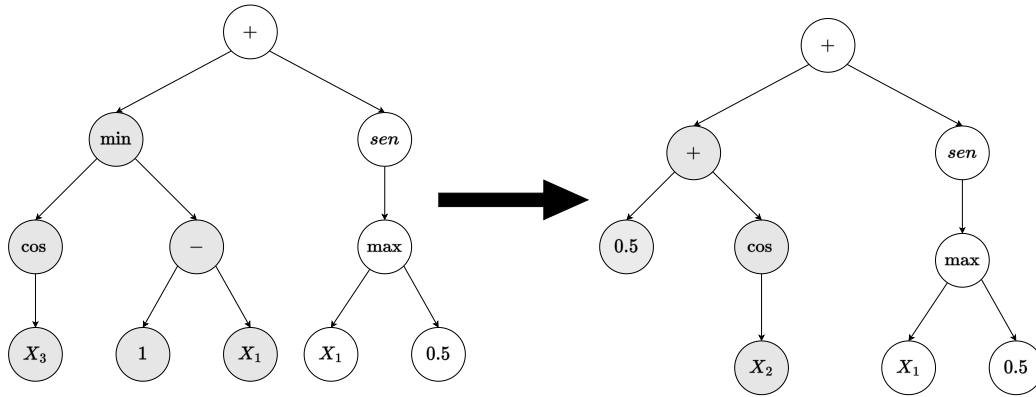 +
min
sen
cos
−
max
X₃
1
X₁
X₁
0.5
+
+
sen
0.5
cos
max
X₂
X₁
0.5